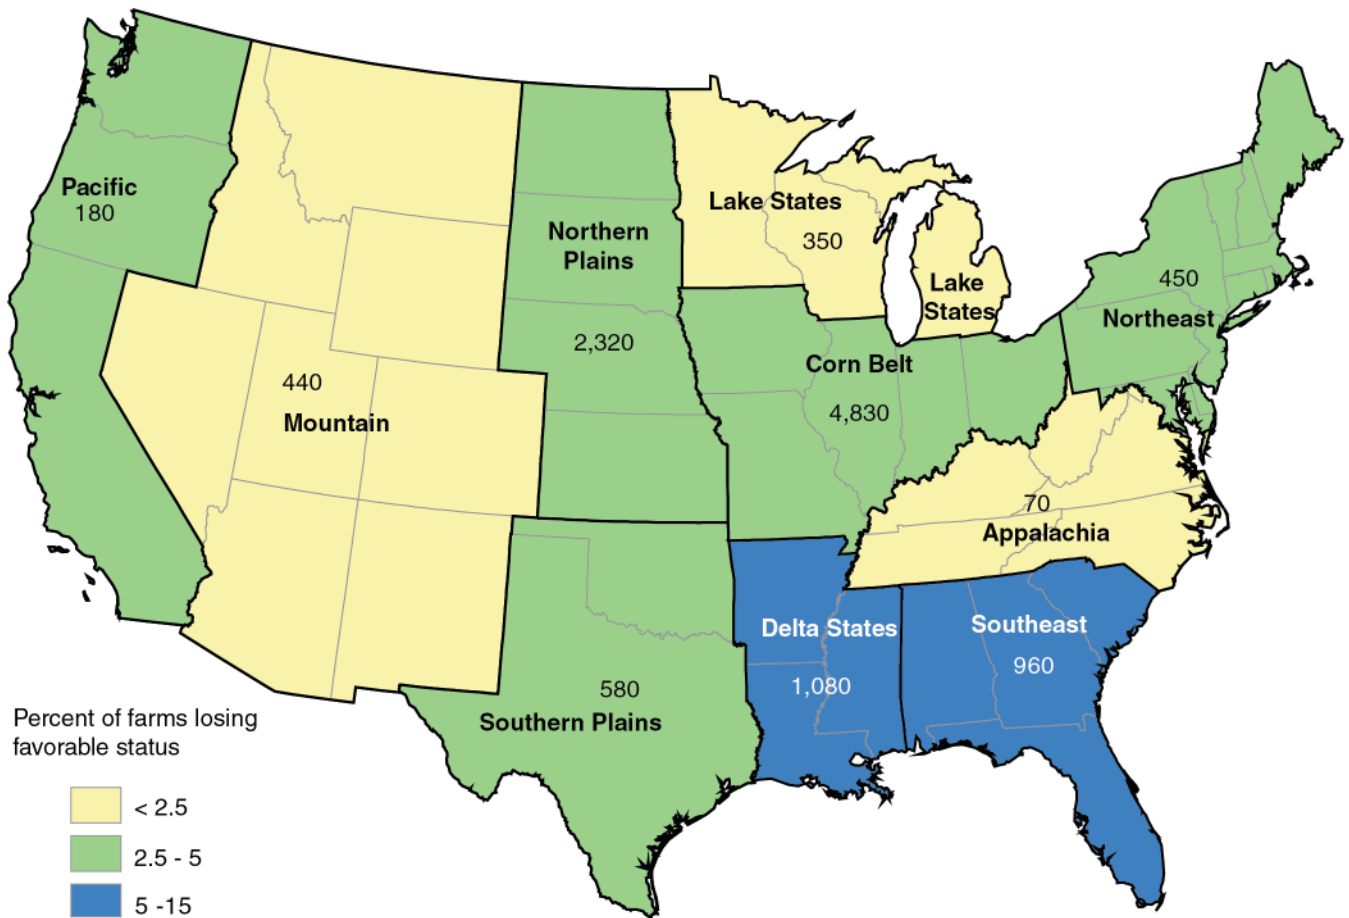 Pacific
180
Northern
Plains
2,320
Lake States
350
Lake
States
450
Northeast
440
Mountain
Corn Belt
4,830
70
Appalachia
Delta States
1,080
Southeast
960
580
Southern Plains
Percent of farms losing
favorable status
< 2.5
2.5 - 5
5 -15